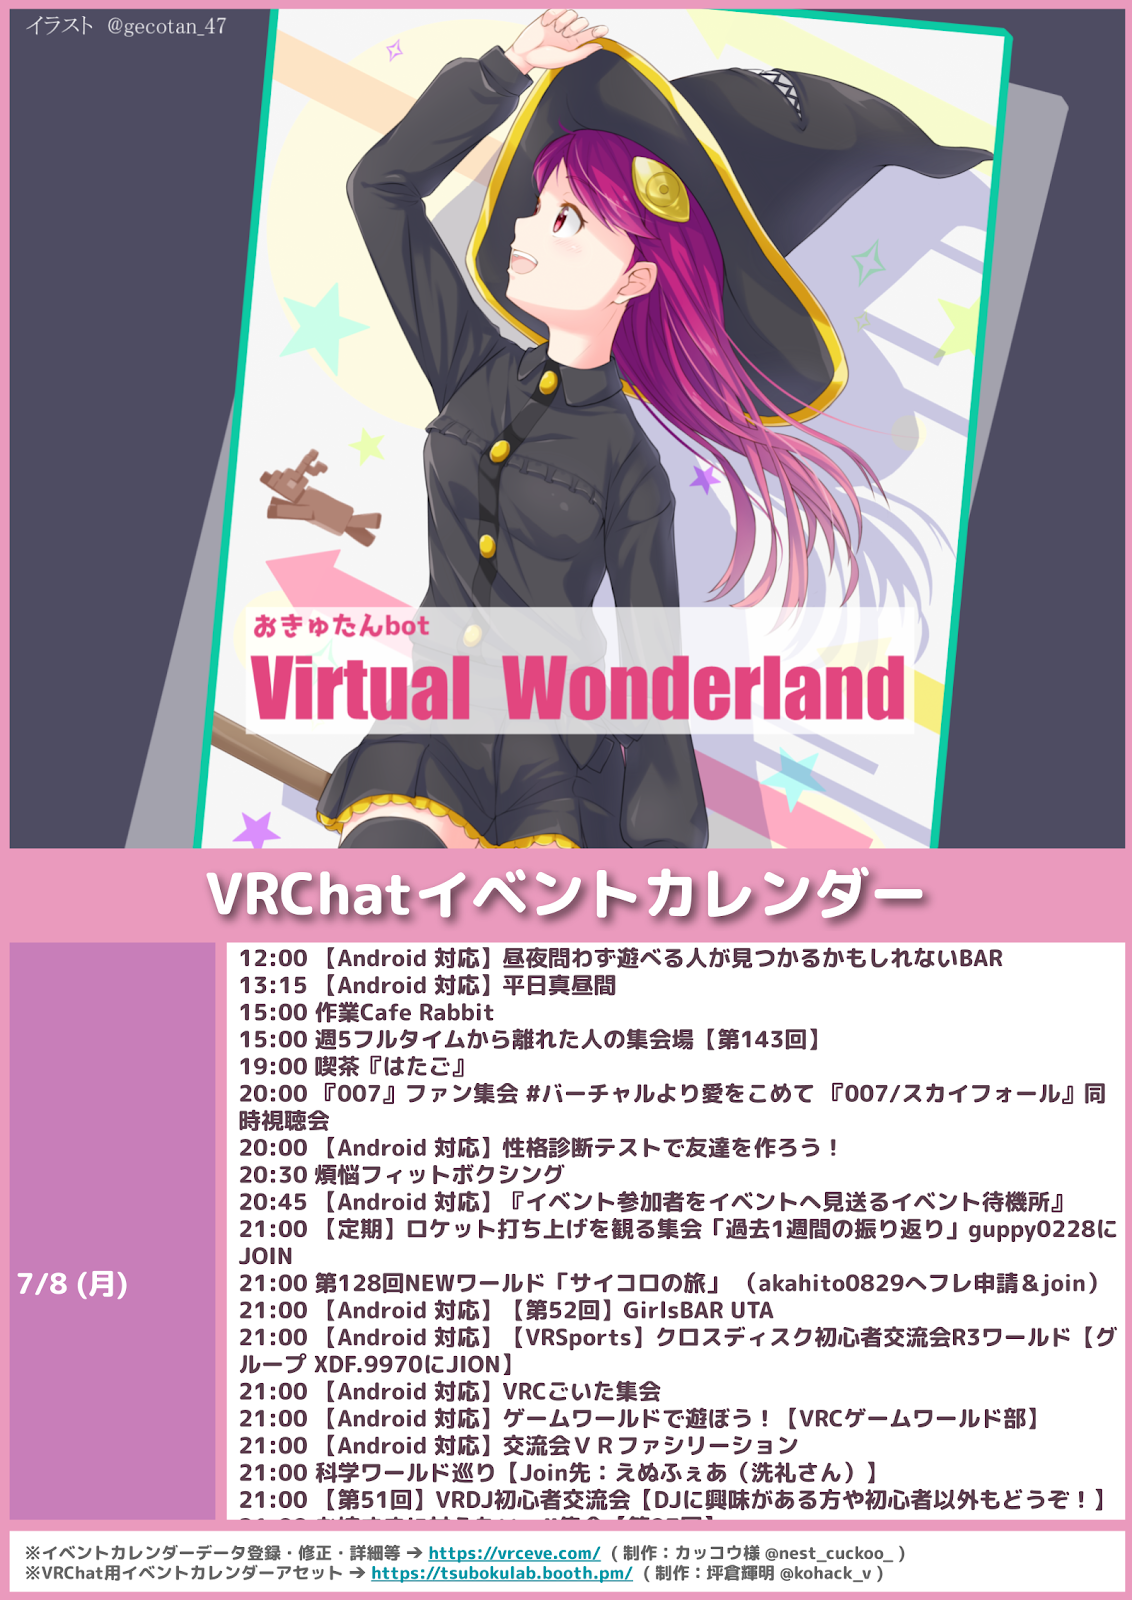 イラスト @gecotan_47
おきゅたんbot
Virtual Wonderland
VRChatイベントカレンダー
7/8 (月)
12:00 【Android 対応】昼夜問わず遊べる人が見つかるかもしれないBAR
13:15 【Android 対応】平日真昼間
15:00 作業Cafe Rabbit
15:00 週5フルタイムから離れた人の集会場【第143回】
19:00 喫茶『はたご』
20:00 『007』ファン集会 #バーチャルより愛をこめて 『007/スカイフォール』同
時視聴会
20:00 【Android 対応】性格診断テストで友達を作ろう！
20:30 煩悩フィットボクシング
20:45 【Android 対応】『イベント参加者をイベントへ見送るイベント待機所』
21:00 【定期】ロケット打ち上げを観る集会「過去1週間の振り返り」guppy0228に
JOIN
21:00 第128回NEWワールド「サイコロの旅」 （akahito0829へフレ申請＆join）
21:00 【Android 対応】【第52回】GirlsBAR UTA
21:00 【Android 対応】【VRSports】クロスディスク初心者交流会R3ワールド【グ
ループ XDF.9970にJION】
21:00 【Android 対応】VRCごいた集会
21:00 【Android 対応】ゲームワールドで遊ぼう！【VRCゲームワールド部】
21:00 【Android 対応】交流会ＶＲファシリーション
21:00 科学ワールド巡り【Join先：えぬふぇあ（洗礼さん）】
21:00 【第51回】VRDJ初心者交流会【DJに興味がある方や初心者以外もどうぞ！】
※イベントカレンダーデータ登録・修正・詳細等 ➔ https://vrceve.com/ （ 制作：カッコウ様 @nest_cuckoo_ ）
※VRChat用イベントカレンダーアセット ➔ https://tsubokulab.booth.pm/ （ 制作：坪倉輝明 @kohack_v ）